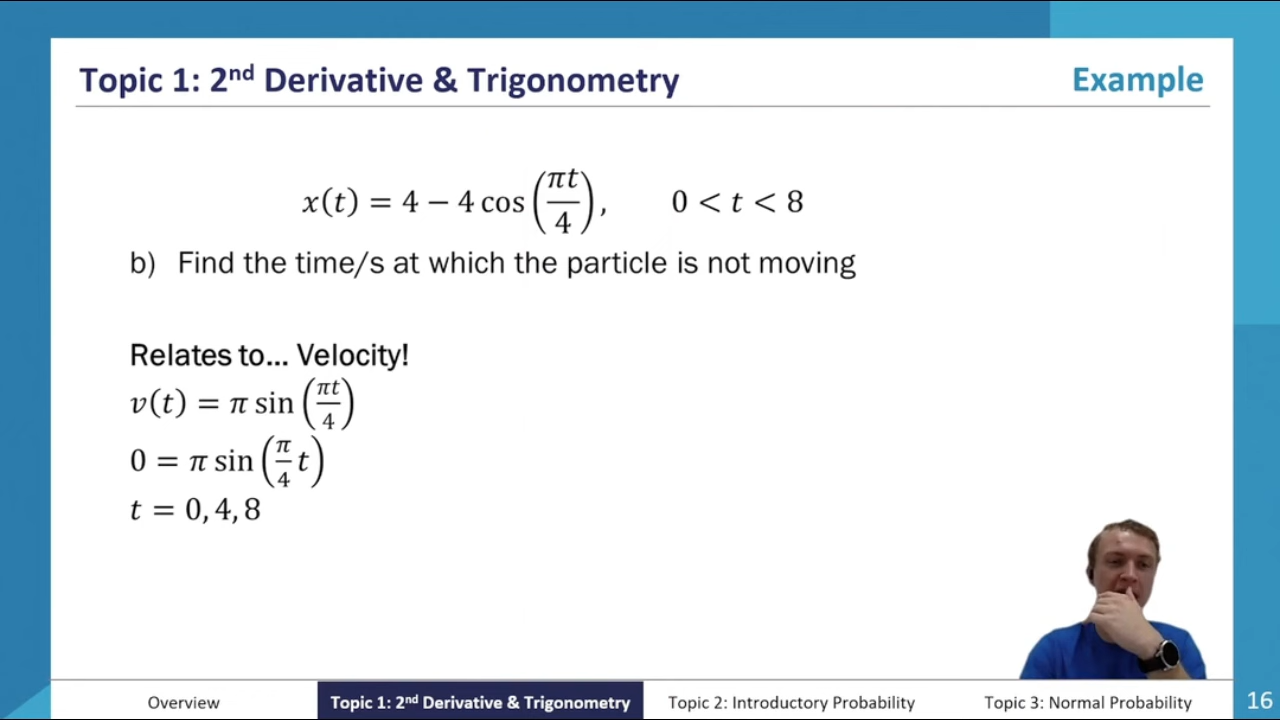 Topic 1: 2nd Derivative & Trigonometry
Example
x(t) = 4 − 4 cos(πt/4), 0 < t < 8
b) Find the time/s at which the particle is not moving
Relates to... Velocity!
v(t) = π sin(πt/4)
0 = π sin(π/4 t)
t = 0, 4, 8
Overview
Topic 1: 2nd Derivative & Trigonometry
Topic 2: Introductory Probability
Topic 3: Normal Probability
16